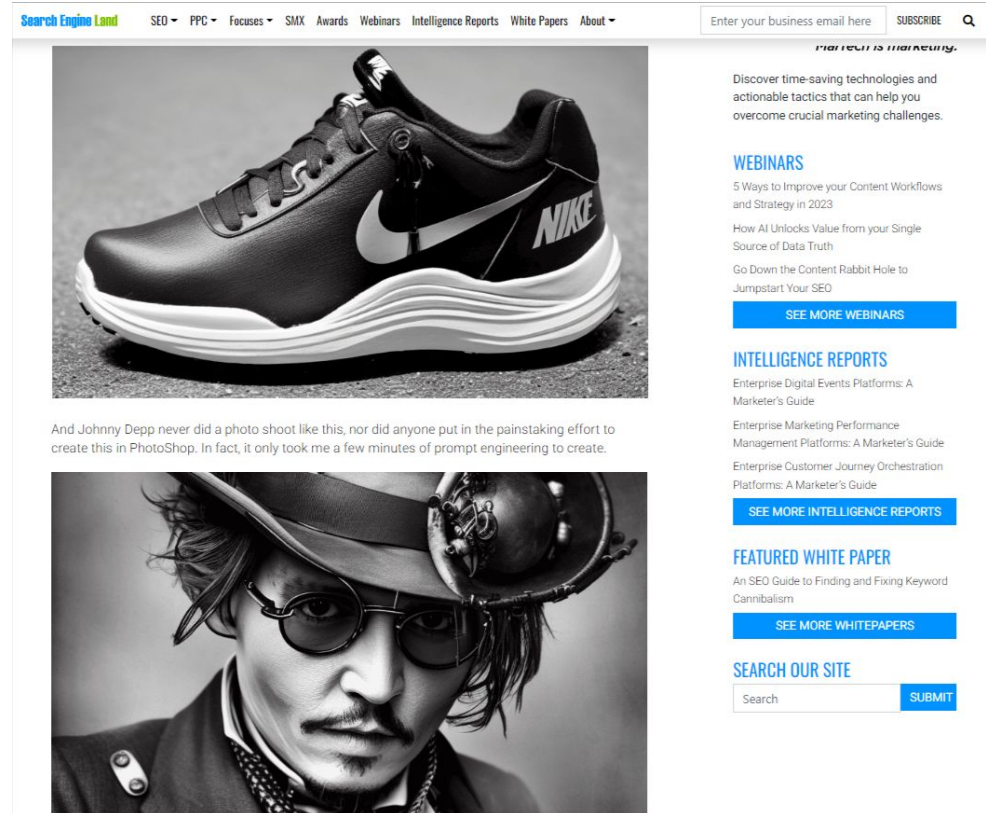 Search Engine Land
SEO PPC Focuses SMX Awards Webinars Intelligence Reports White Papers About
Enter your business email here
SUBSCRIBE
NIKE
And Johnny Depp never did a photo shoot like this, nor did anyone put in the painstaking effort to
create this in PhotoShop. In fact, it only took me a few minutes of prompt engineering to create.
MarTech is marketing.
Discover time-saving technologies and
actionable tactics that can help you
overcome crucial marketing challenges.
WEBINARS
5 Ways to Improve your Content Workflows
and Strategy in 2023
How AI Unlocks Value from your Single
Source of Data Truth
Go Down the Content Rabbit Hole to
Jumpstart Your SEO
SEE MORE WEBINARS
INTELLIGENCE REPORTS
Enterprise Digital Events Platforms: A
Marketer's Guide
Enterprise Marketing Performance
Management Platforms: A Marketer's Guide
Enterprise Customer Journey Orchestration
Platforms: A Marketer's Guide
SEE MORE INTELLIGENCE REPORTS
FEATURED WHITE PAPER
An SEO Guide to Finding and Fixing Keyword
Cannibalism
SEE MORE WHITEPAPERS
SEARCH OUR SITE
Search
SUBMIT